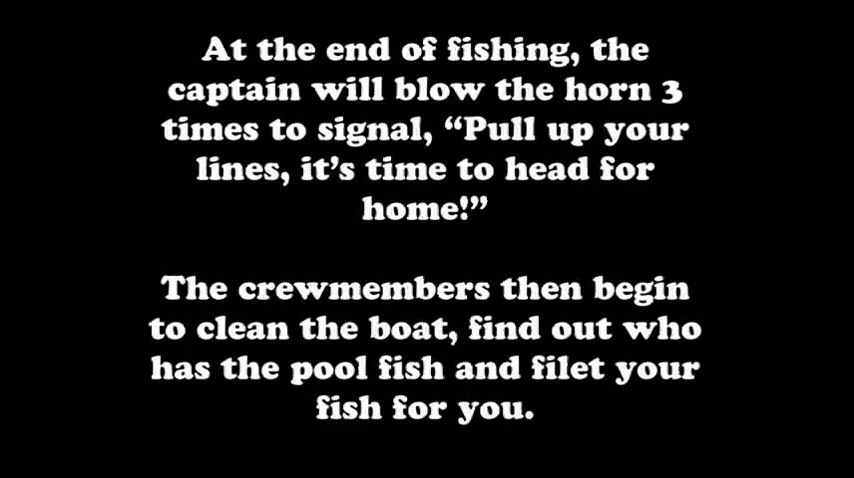 At the end of fishing, the
captain will blow the horn 3
times to signal, “Pull up your
lines, it’s time to head for
home!”
The crewmembers then begin
to clean the boat, find out who
has the pool fish and filet your
fish for you.